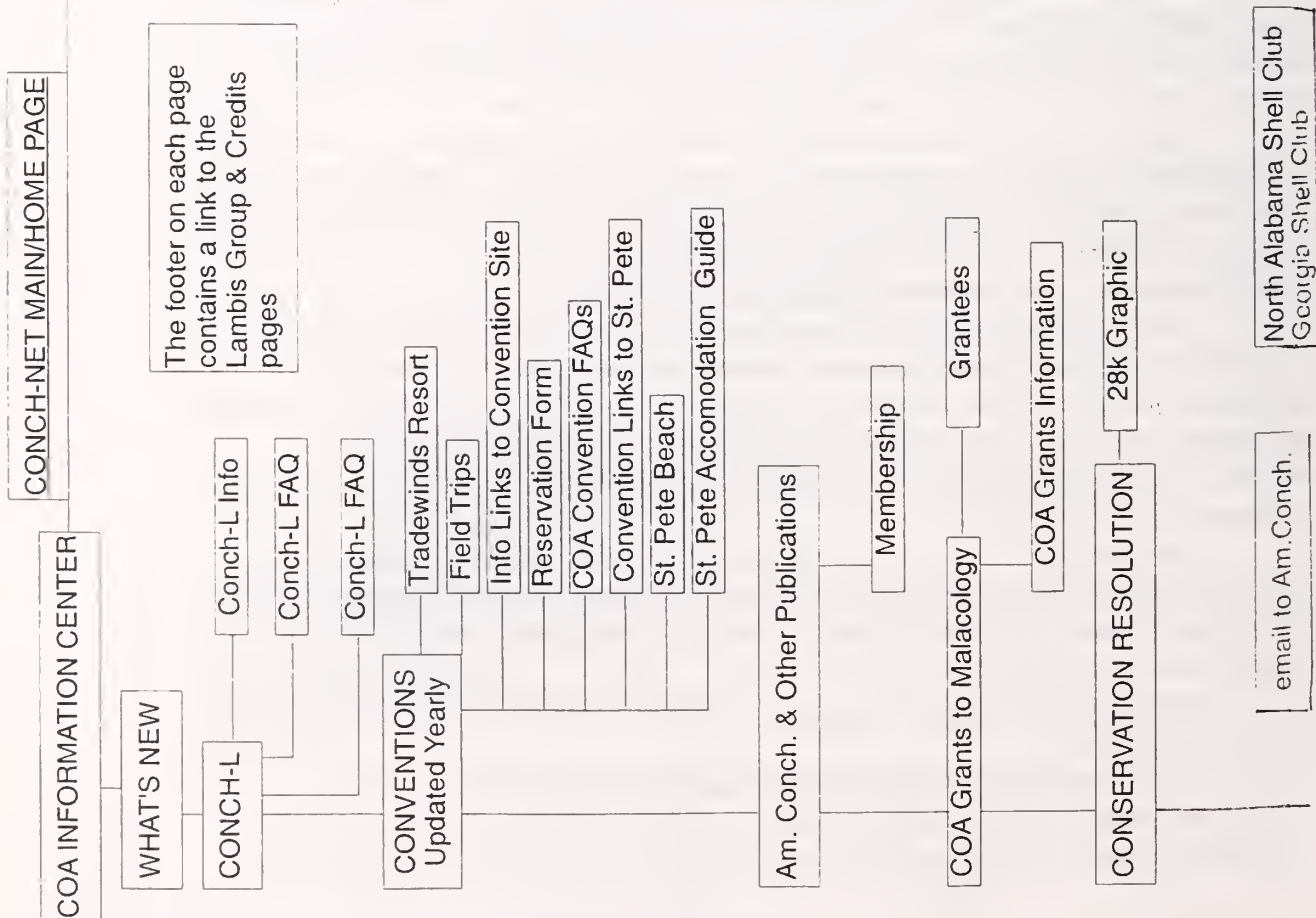 CONCH-NET MAIN/HOME PAGE
COA INFORMATION CENTER
The footer on each page
contains a link to the
Lambis Group & Credits
pages
WHAT'S NEW
CONCH-L
Conch-L Info
Conch-L FAQ
Conch-L FAQ
CONVENTIONS
Updated Yearly
Tradewinds Resort
Field Trips
Info Links to Convention Site
Reservation Form
COA Convention FAQs
Convention Links to St. Pete
St. Pete Beach
St. Pete Accomodation Guide
Am. Conch. & Other Publications
Membership
COA Grants to Malacology
Grantees
COA Grants Information
CONSERVATION RESOLUTION
28k Graphic
email to Am.Conch.
North Alabama Shell Club
Georgia Shell Club